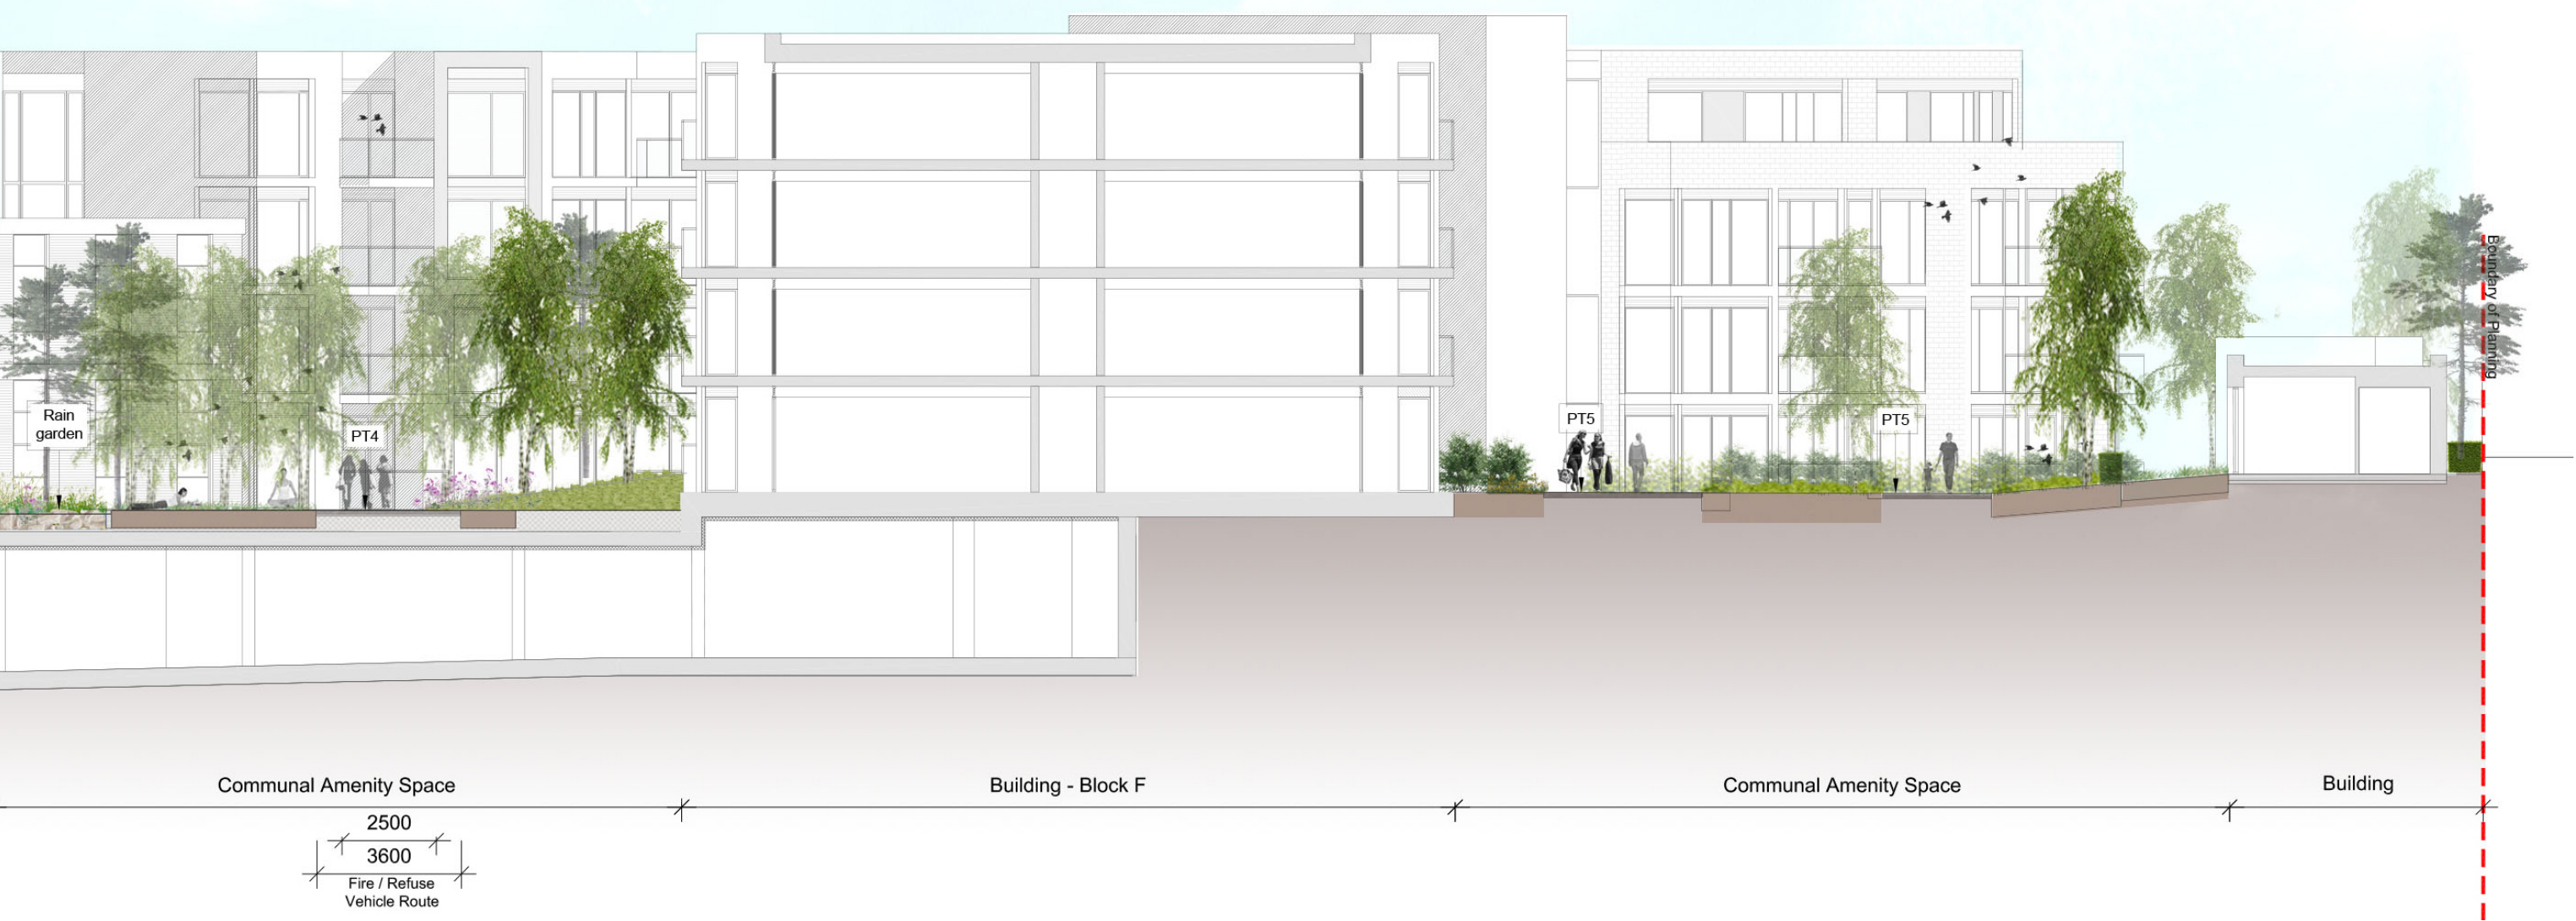 Boundary of Planning
Rain
garden
PT4
PT5
PT5
Communal Amenity Space
Building - Block F
Communal Amenity Space
Building
2500
3600
Fire / Refuse
Vehicle Route